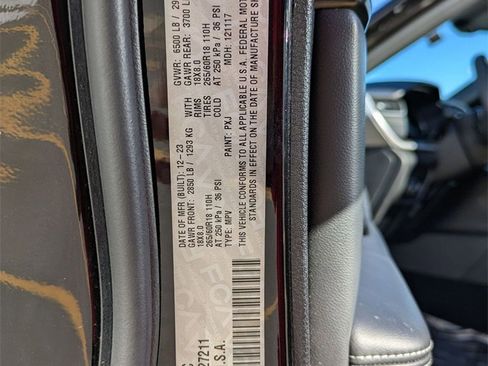 DATE OF MFR (BUILT): 12-23 GVWR: 6500 LB / 29
GAWR FRONT: 2850 LB / 1293 KG WITH GAWR REAR: 3700 L
18X8.0 RIMS 18X8.0
265/60R18 110H TIRES 265/60R18 110H
AT 250 kPa / 36 PSI COLD AT 250 kPa / 36 PSI
TYPE: MPV PAINT: PXJ MDH: 121117
THIS VEHICLE CONFORMS TO ALL APPLICABLE U.S.A. FEDERAL MOTOR
STANDARDS IN EFFECT ON THE DATE OF MANUFACTURE
27211
.S.A.